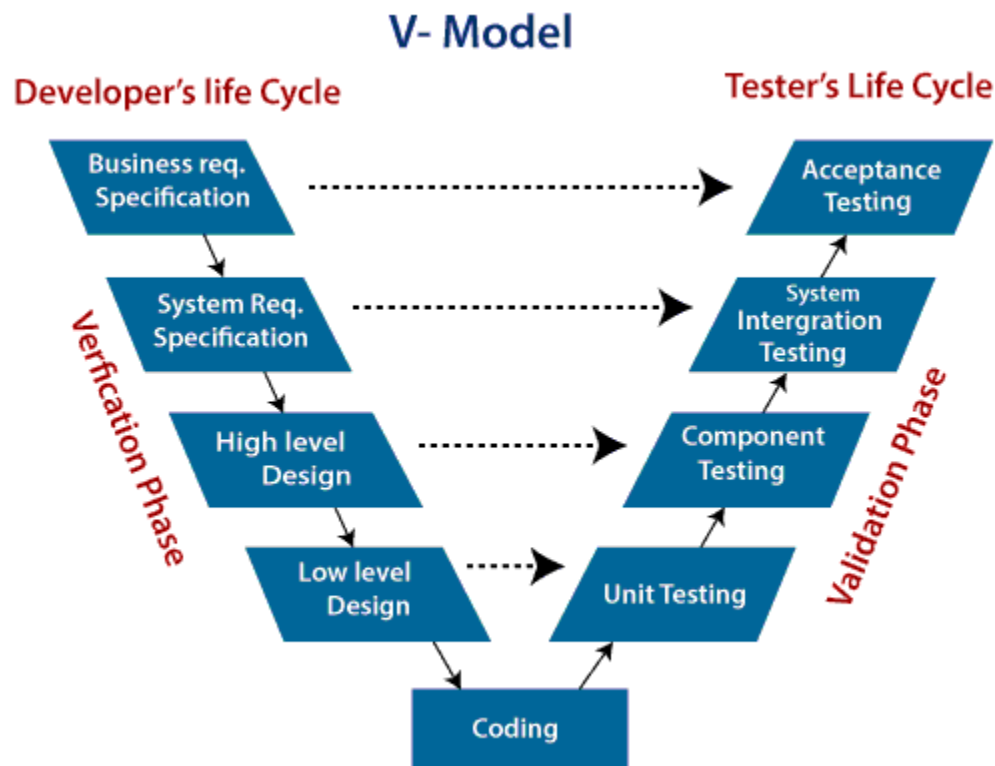 V- Model
Developer's life Cycle
Tester's Life Cycle
Business req.
Specification
Acceptance
Testing
System Req.
Specification
System
Intergration
Testing
Verfication Phase
High level
Design
Component
Testing
Validation Phase
Low level
Design
Unit Testing
Coding